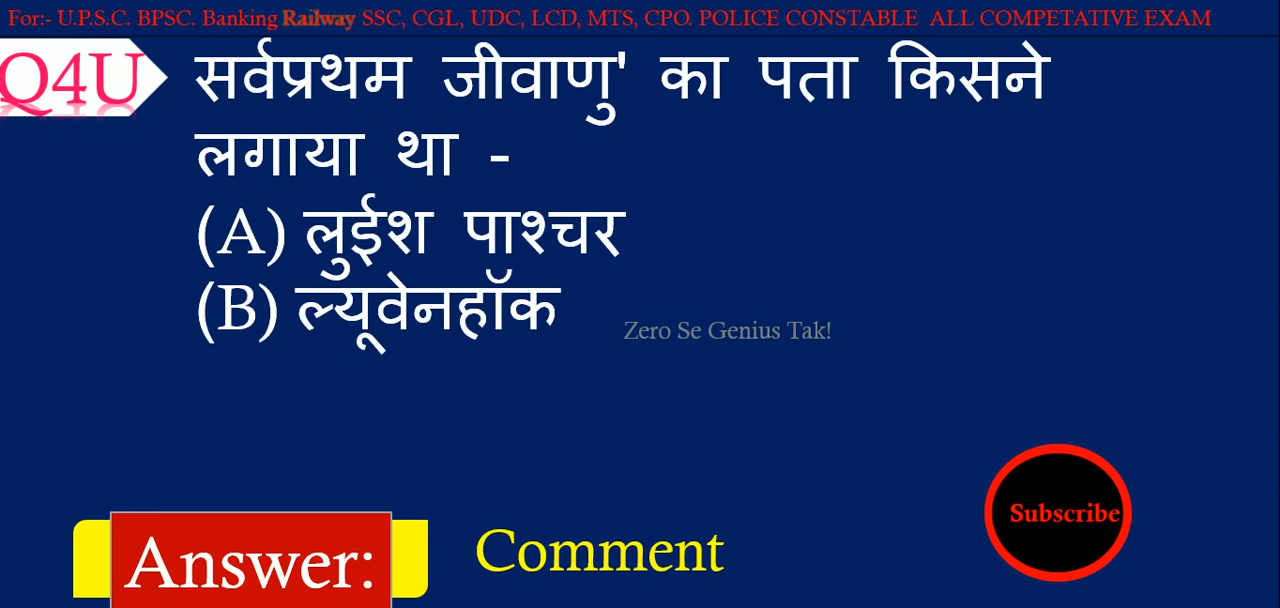 For:- U.P.S.C. BPSC. Banking Railway SSC, CGL, UDC, LCD, MTS, CPO. POLICE CONSTABLE ALL COMPETATIVE EXAM
Q4U
सर्वप्रथम जीवाणु' का पता किसने
लगाया था -
(A) लुईश पाश्चर
(B) ल्यूवेनहॉक
Zero Se Genius Tak!
Subscribe
Answer: Comment